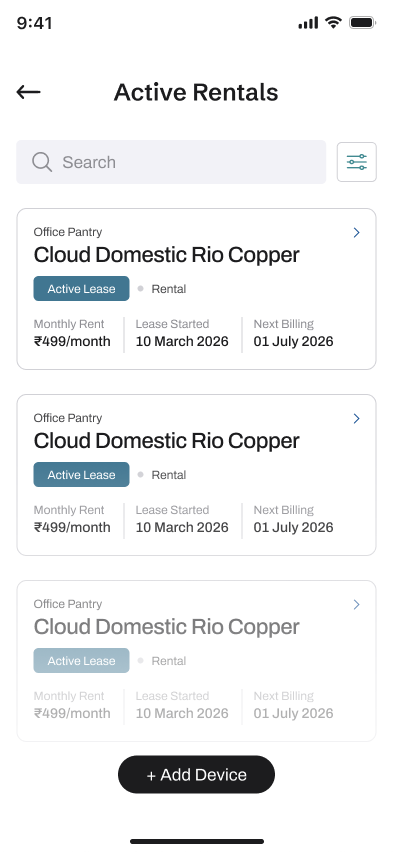 9:41
Active Rentals
Search
Office Pantry
Cloud Domestic Rio Copper
Active Lease Rental
Monthly Rent Lease Started Next Billing
₹499/month 10 March 2026 01 July 2026
Office Pantry
Cloud Domestic Rio Copper
Active Lease Rental
Monthly Rent Lease Started Next Billing
₹499/month 10 March 2026 01 July 2026
Office Pantry
Cloud Domestic Rio Copper
Active Lease Rental
Monthly Rent Lease Started Next Billing
₹499/month 10 March 2026 01 July 2026
+ Add Device